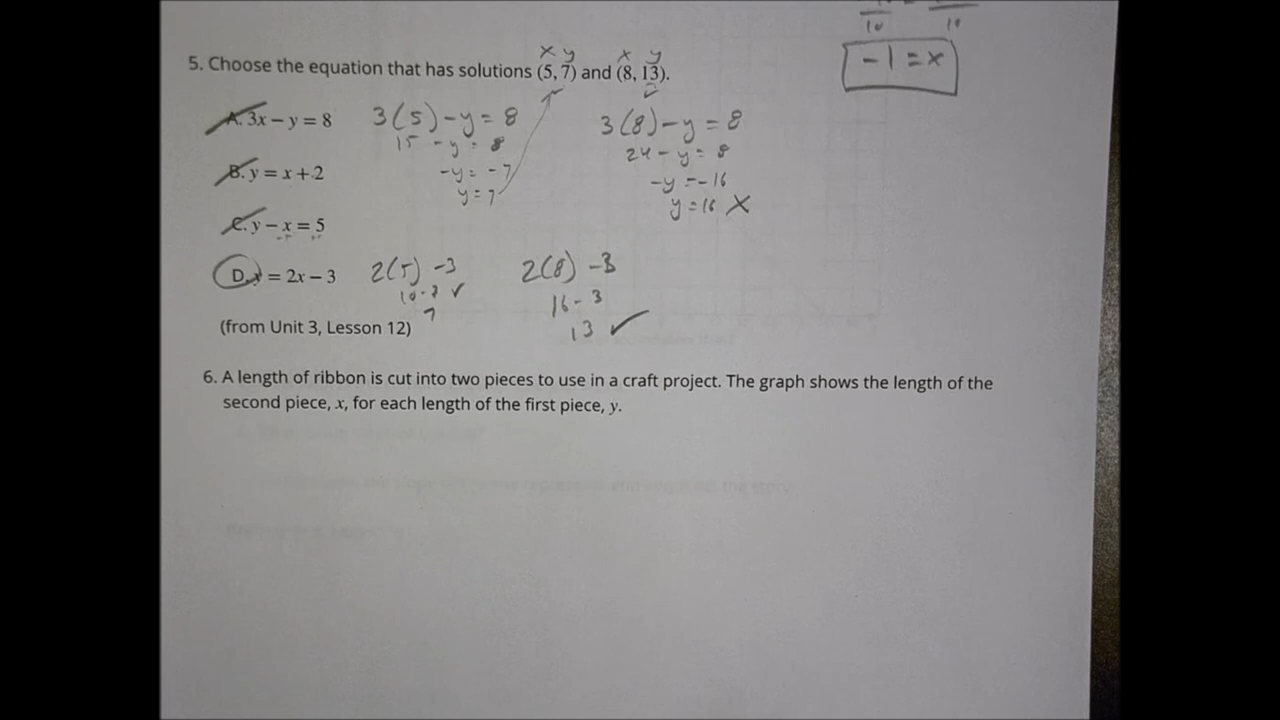 10 10
-1 = x
x y x y
5. Choose the equation that has solutions (5, 7) and (8, 13).
A. 3x − y = 8 3(5) - y = 8 3(8) - y = 8
15 - y = 8 24 - y = 8
B. y = x + 2 -y = -7 -y = -16
y = 7 y = 16 X
C. y − x = 5
D. = 2x − 3 2(5) -3 2(8) -3
10-3 ✓ 16 - 3
7 13 ✓
(from Unit 3, Lesson 12)
6. A length of ribbon is cut into two pieces to use in a craft project. The graph shows the length of the
second piece, x, for each length of the first piece, y.